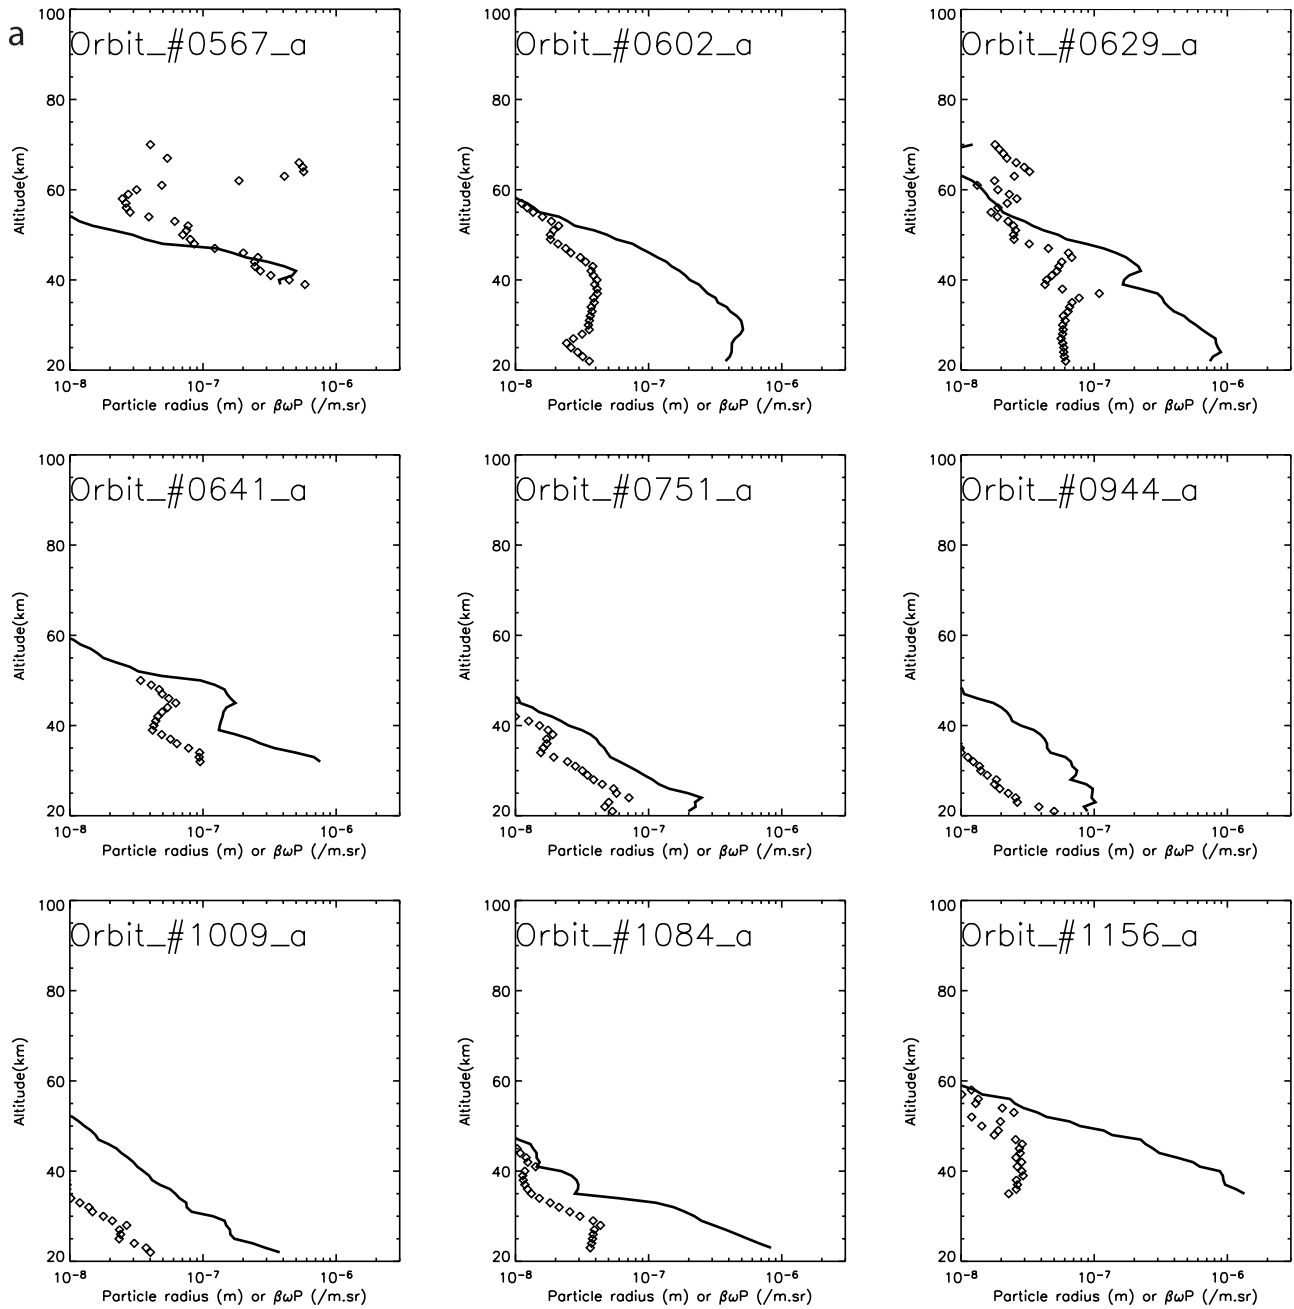 a
Orbit_#0567_a
Orbit_#0602_a
Orbit_#0629_a
100
80
60
40
20
Altitude(km)
10-8
10-7
10-6
Particle radius (m) or βωP (/m.sr)
100
80
60
40
20
Altitude(km)
10-8
10-7
10-6
Particle radius (m) or βωP (/m.sr)
100
80
60
40
20
Altitude(km)
10-8
10-7
10-6
Particle radius (m) or βωP (/m.sr)
Orbit_#0641_a
Orbit_#0751_a
Orbit_#0944_a
100
80
60
40
20
Altitude(km)
10-8
10-7
10-6
Particle radius (m) or βωP (/m.sr)
100
80
60
40
20
Altitude(km)
10-8
10-7
10-6
Particle radius (m) or βωP (/m.sr)
100
80
60
40
20
Altitude(km)
10-8
10-7
10-6
Particle radius (m) or βωP (/m.sr)
Orbit_#1009_a
Orbit_#1084_a
Orbit_#1156_a
100
80
60
40
20
Altitude(km)
10-8
10-7
10-6
Particle radius (m) or βωP (/m.sr)
100
80
60
40
20
Altitude(km)
10-8
10-7
10-6
Particle radius (m) or βωP (/m.sr)
100
80
60
40
20
Altitude(km)
10-8
10-7
10-6
Particle radius (m) or βωP (/m.sr)